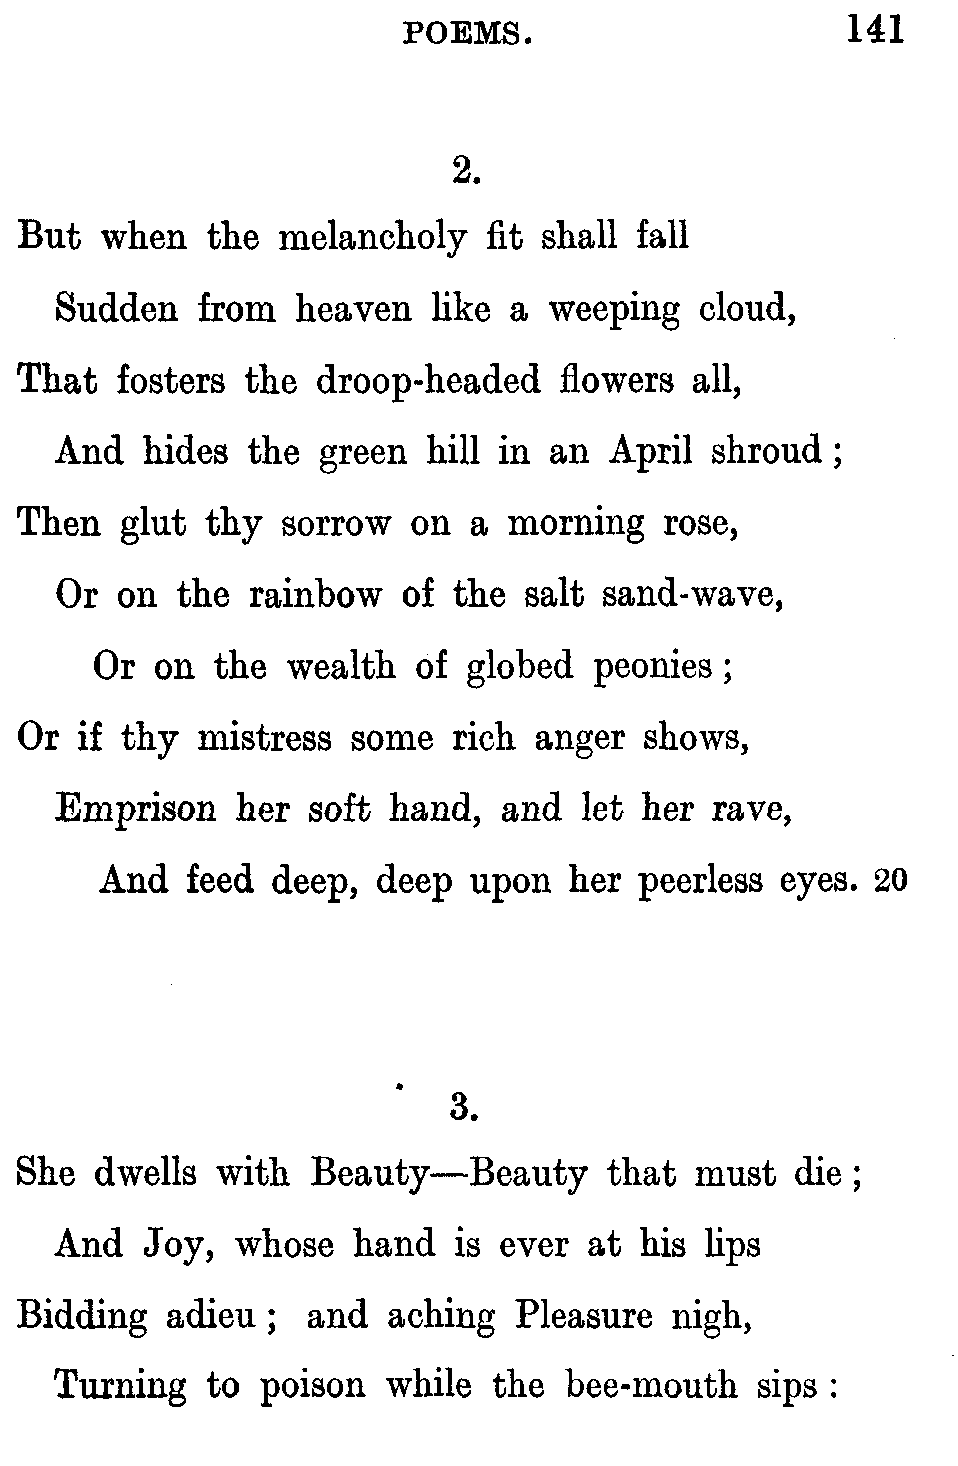 POEMS. 141
2.
But when the melancholy fit shall fall
Sudden from heaven like a weeping cloud,
That fosters the droop-headed flowers all,
And hides the green hill in an April shroud ;
Then glut thy sorrow on a morning rose,
Or on the rainbow of the salt sand-wave,
Or on the wealth of globed peonies ;
Or if thy mistress some rich anger shows,
Emprison her soft hand, and let her rave,
And feed deep, deep upon her peerless eyes. 20
3.
She dwells with Beauty—Beauty that must die ;
And Joy, whose hand is ever at his lips
Bidding adieu ; and aching Pleasure nigh,
Turning to poison while the bee-mouth sips :